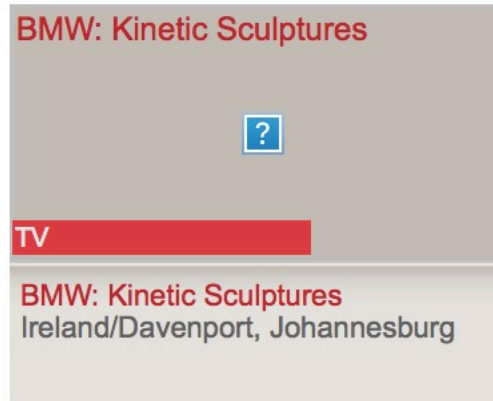 BMW: Kinetic Sculptures
?
TV
BMW: Kinetic Sculptures
Ireland/Davenport, Johannesburg